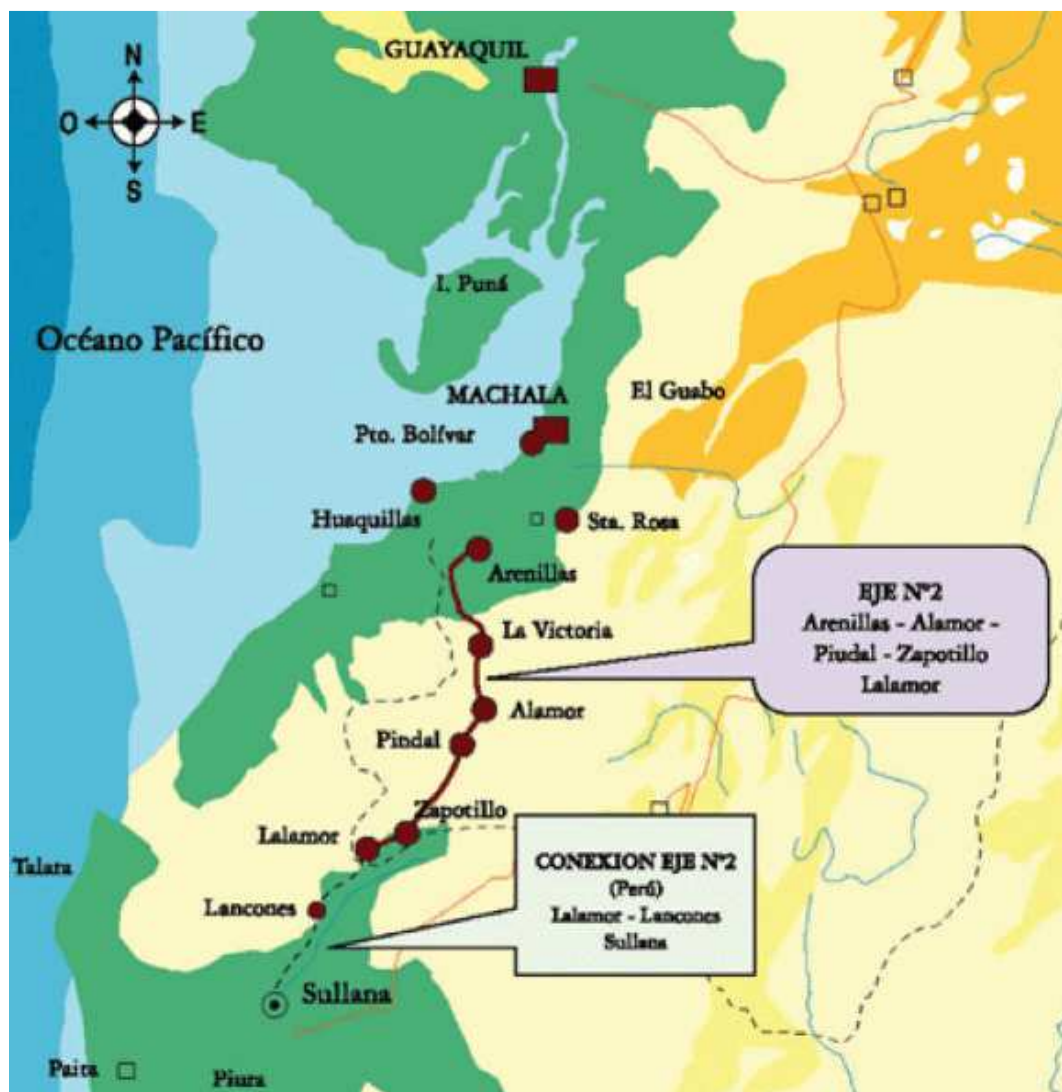 GUAYAQUIL
N
O
E
S
I. Puná
Océano Pacífico
MACHALA
El Guabo
Pto. Bolívar
Huaquillas
Sta. Rosa
Arenillas
EJE N°2
Arenillas - Alamor -
Piudal - Zapotillo
Lalamor
La Victoria
Alamor
Pindal
Zapotillo
Lalamor
Talara
CONEXION EJE N°2
(Perú)
Lalamor - Lancones
Sullana
Lancones
Sullana
Paita
Piura